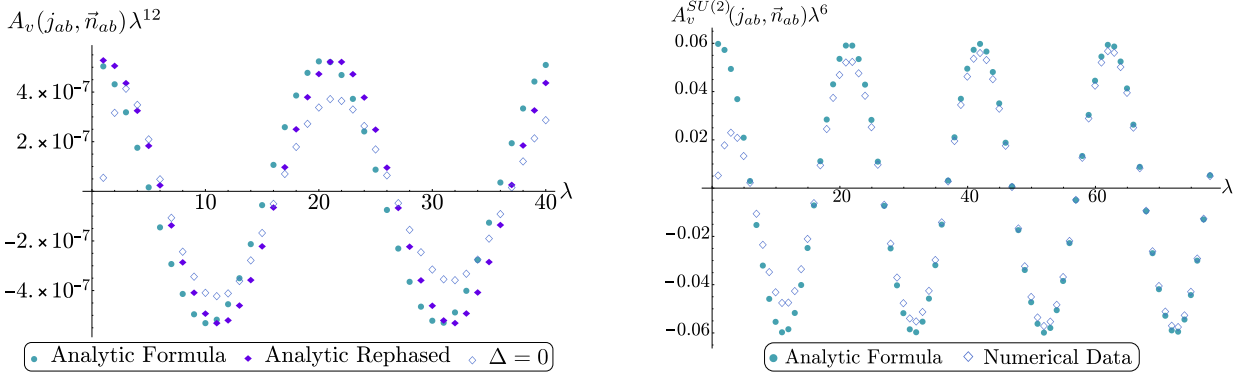 A_v(j_{ab}, \vec{n}_{ab})λ^{12}
4. × 10^{-7}
2. × 10^{-7}
10 20 30 40 λ
-2. × 10^{-7}
-4. × 10^{-7}
Analytic Formula Analytic Rephased Δ = 0
A_v^{SU(2)}(j_{ab}, \vec{n}_{ab})λ^6
0.06
0.04
0.02
20 40 60 λ
-0.02
-0.04
-0.06
Analytic Formula Numerical Data